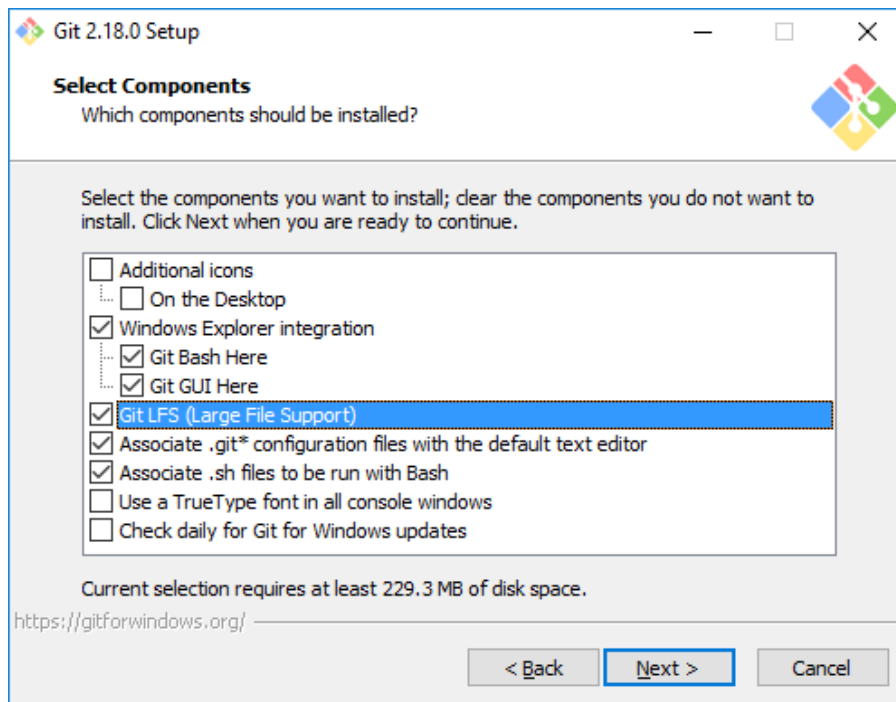 Git 2.18.0 Setup
Select Components
Which components should be installed?
Select the components you want to install; clear the components you do not want to
install. Click Next when you are ready to continue.
Additional icons
On the Desktop
Windows Explorer integration
Git Bash Here
Git GUI Here
Git LFS (Large File Support)
Associate .git* configuration files with the default text editor
Associate .sh files to be run with Bash
Use a TrueType font in all console windows
Check daily for Git for Windows updates
Current selection requires at least 229.3 MB of disk space.
https://gitforwindows.org/
< Back
Next >
Cancel